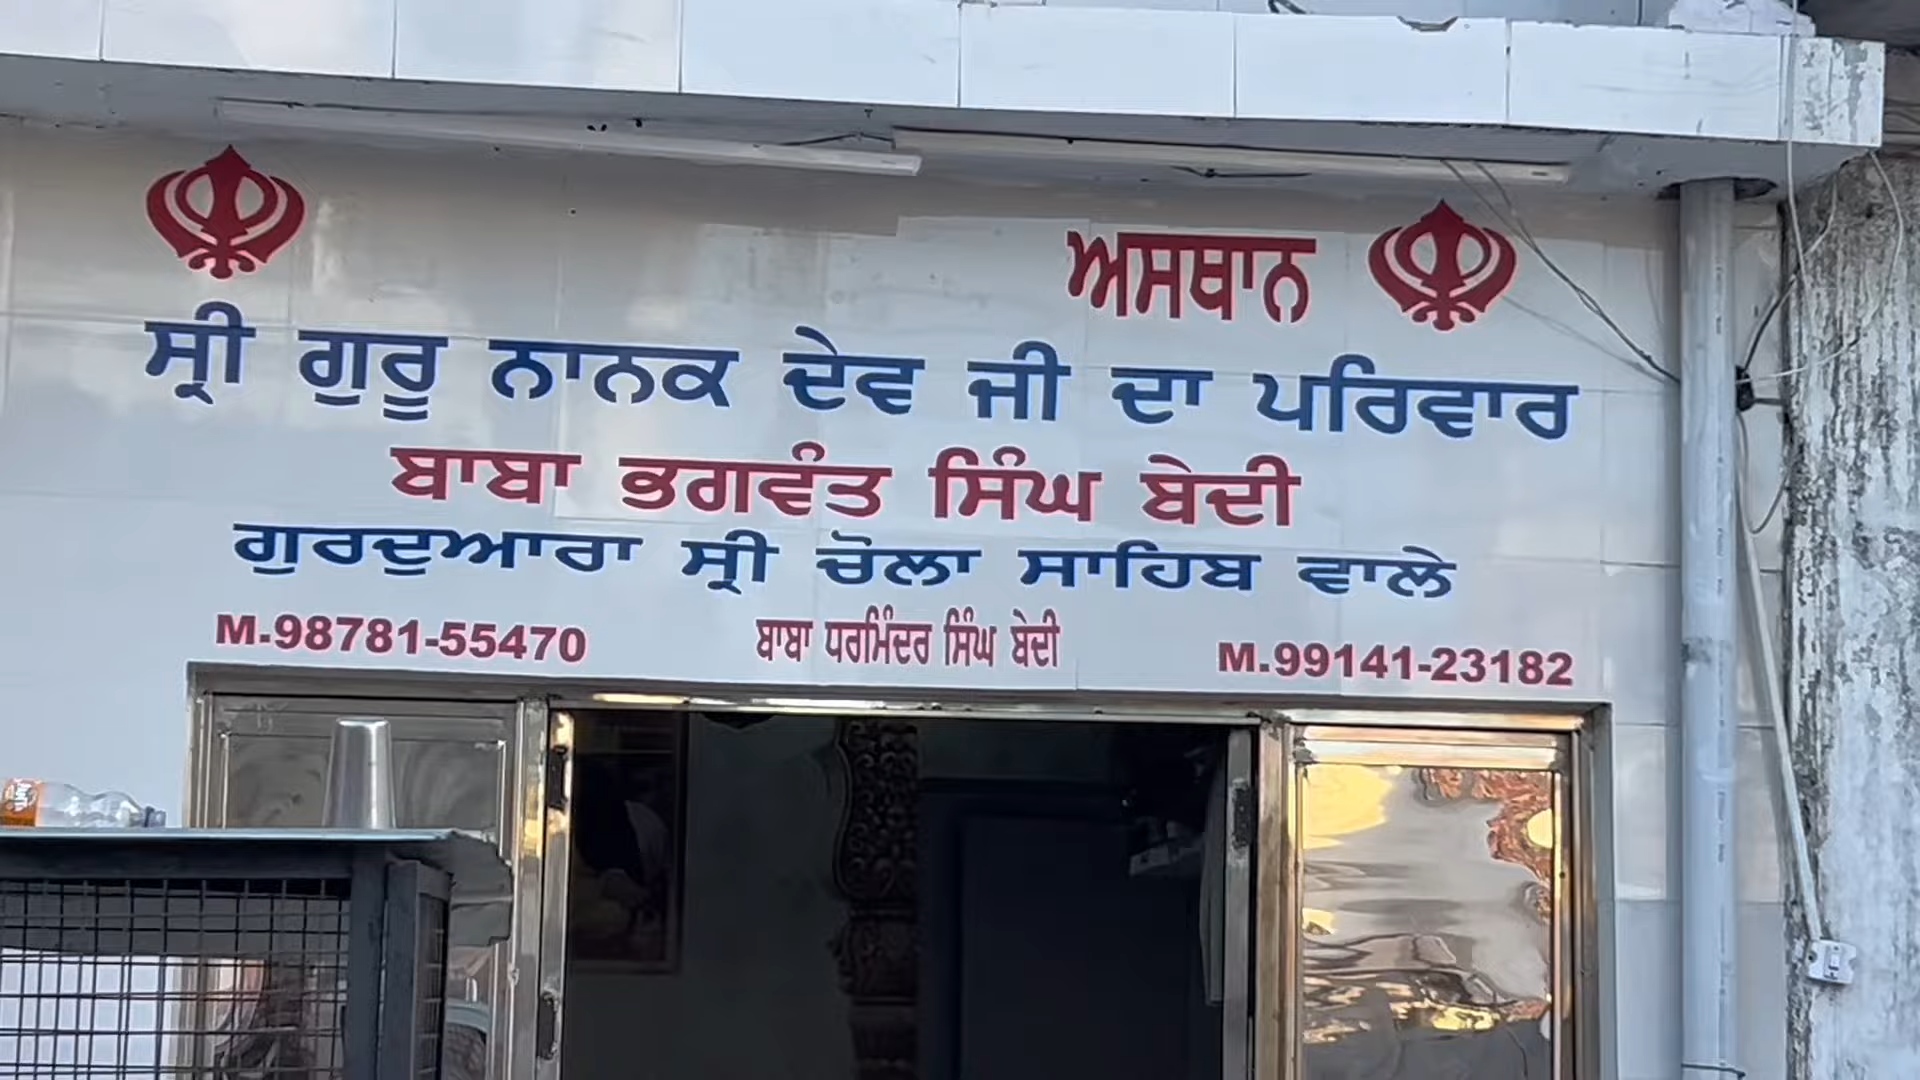 ਅਸਥਾਨ
ਸ੍ਰੀ ਗੁਰੂ ਨਾਨਕ ਦੇਵ ਜੀ ਦਾ ਪਰਿਵਾਰ
ਬਾਬਾ ਭਗਵੰਤ ਸਿੰਘ ਬੇਦੀ
ਗੁਰਦੁਆਰਾ ਸ੍ਰੀ ਚੋਲਾ ਸਾਹਿਬ ਵਾਲੇ
M-98781-55470 ਬਾਬਾ ਧਰਮਿੰਦਰ ਸਿੰਘ ਬੇਦੀ M.99141-23182